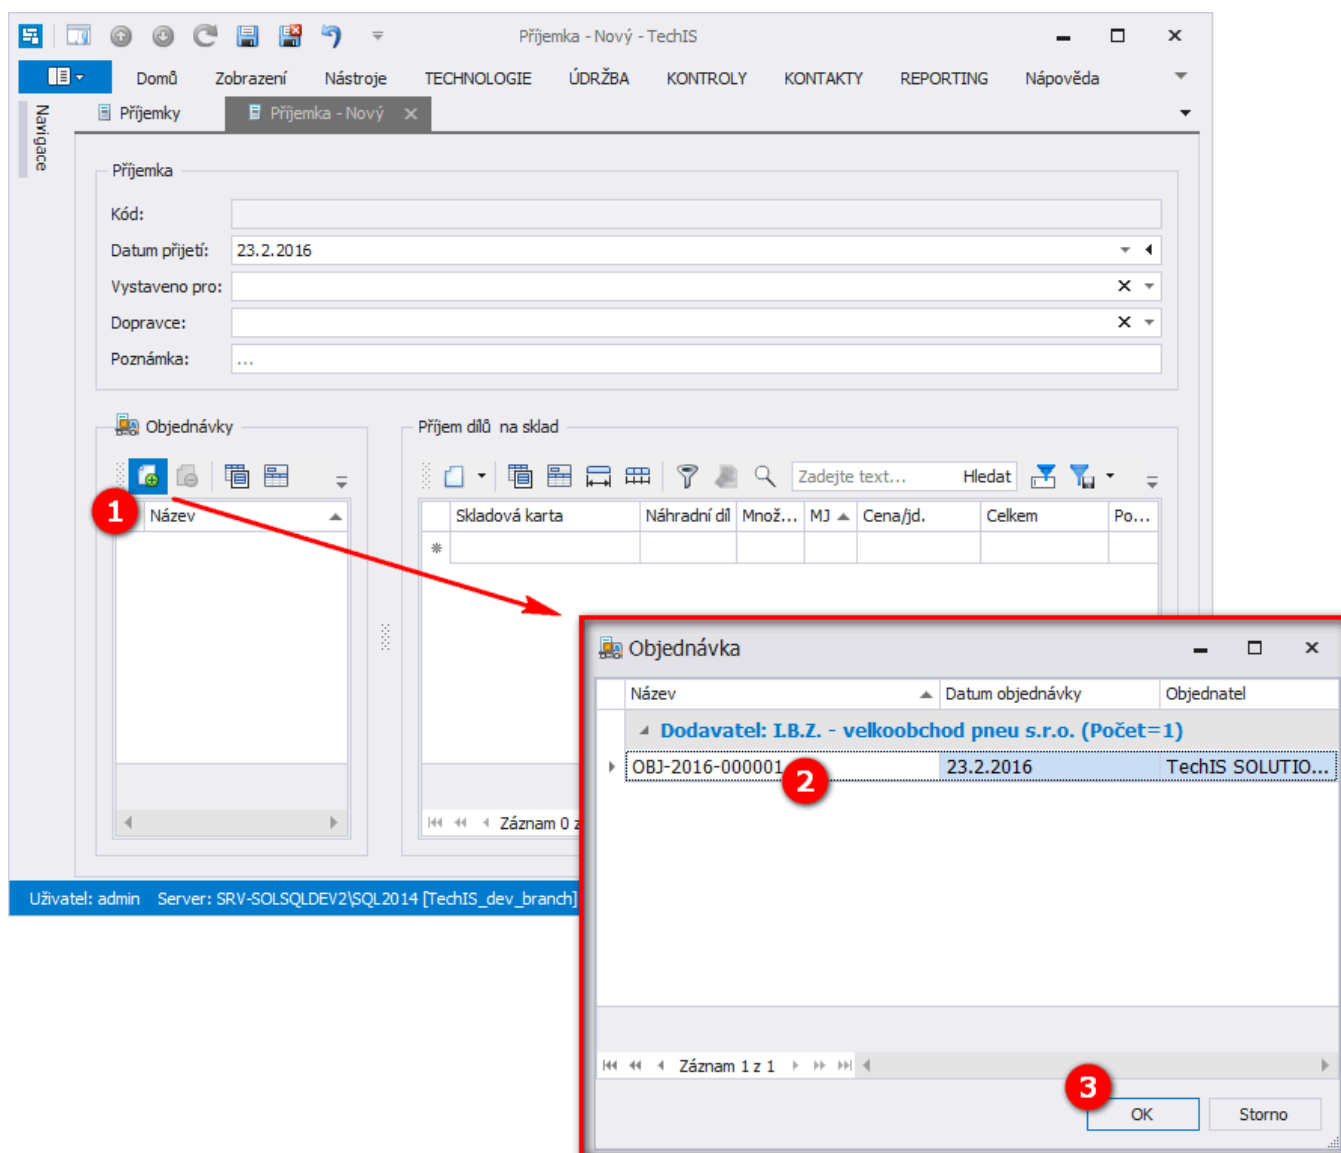 Příjemka - Nový - TechIS
Domů Zobrazení Nástroje TECHNOLOGIE ÚDRŽBA KONTROLY KONTAKTY REPORTING Nápověda
Navigace
Příjemky Příjemka - Nový
Příjemka
Kód:
Datum přijetí: 23.2.2016
Vystaveno pro:
Dopravce:
Poznámka: ...
Objednávky
Příjem dílů na sklad
Zadejte text... Hledat
1
Název
Skladová karta Náhradní díl Množ... MJ Cena/jd. Celkem Po...
Záznam 0 z
Uživatel: admin Server: SRV-SOLSQLDEV2\SQL2014 [TechIS_dev_branch]
Objednávka
Název Datum objednávky Objednatel
Dodavatel: I.B.Z. - velkoobchod pneu s.r.o. (Počet=1)
OBJ-2016-000001 23.2.2016 TechIS SOLUTIO...
2
Záznam 1 z 1
3
OK Storno